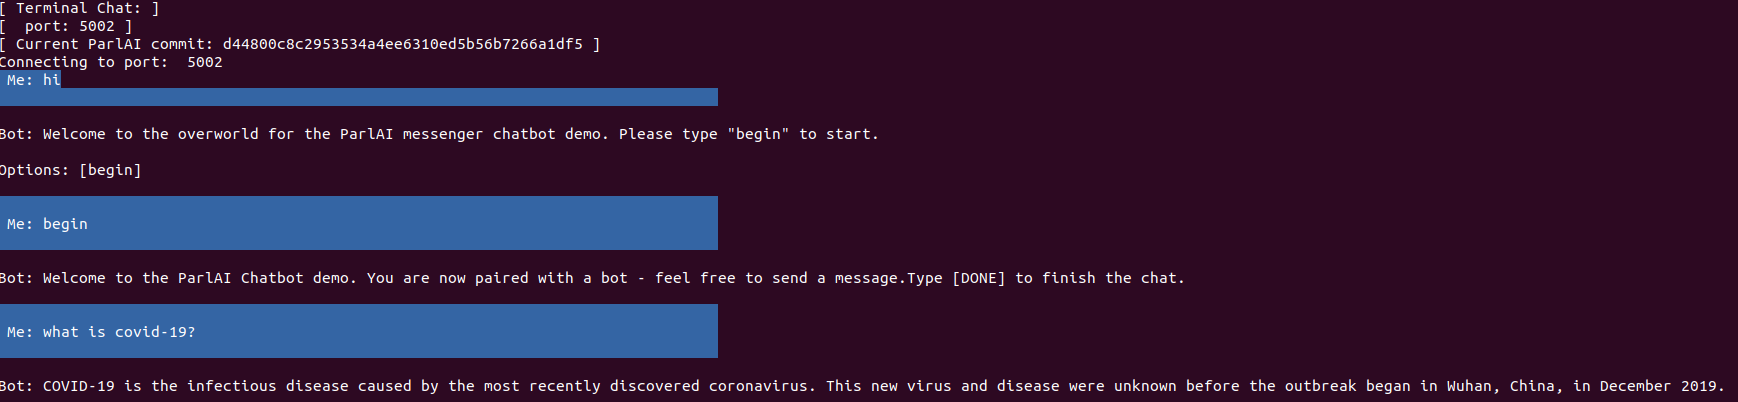 [ Terminal Chat: ]
[  port: 5002 ]
[ Current ParlAI commit: d44800c8c2953534a4ee6310ed5b56b7266a1df5 ]
Connecting to port:  5002
Me: hi
Bot: Welcome to the overworld for the ParlAI messenger chatbot demo. Please type "begin" to start.
Options: [begin]
Me: begin
Bot: Welcome to the ParlAI Chatbot demo. You are now paired with a bot - feel free to send a message.Type [DONE] to finish the chat.
Me: what is covid-19?
Bot: COVID-19 is the infectious disease caused by the most recently discovered coronavirus. This new virus and disease were unknown before the outbreak began in Wuhan, China, in December 2019.